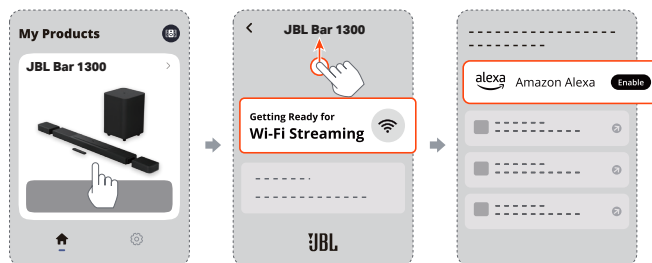 My Products
JBL Bar 1300
JBL Bar 1300
Getting Ready for
Wi-Fi Streaming
JBL
alexa
Amazon Alexa
Enable